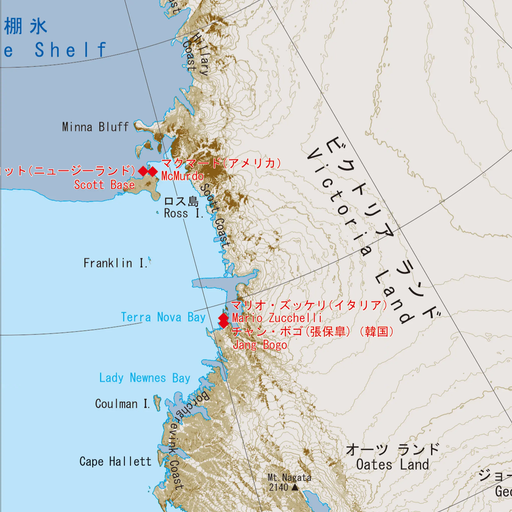 棚 氷
e Shelf
Hillary
Coast
Minna Bluff
マクマード(アメリカ)
McMurdo
ット(ニュージーランド)
Scott Base
ロス島
Ross I.
Scott Coast
ビクトリア ランド
Victoria Land
Franklin I.
マリオ・ズッケリ(イタリア)
Mario Zucchelli
Terra Nova Bay
チャン・ボゴ(張保皐) (韓国)
Jang Bogo
Lady Newnes Bay
Coulman I.
Borchgrevink Coast
Cape Hallett
オーツ ランド
Oates Land
Mt.Nagata
2140
ジョー
Geo